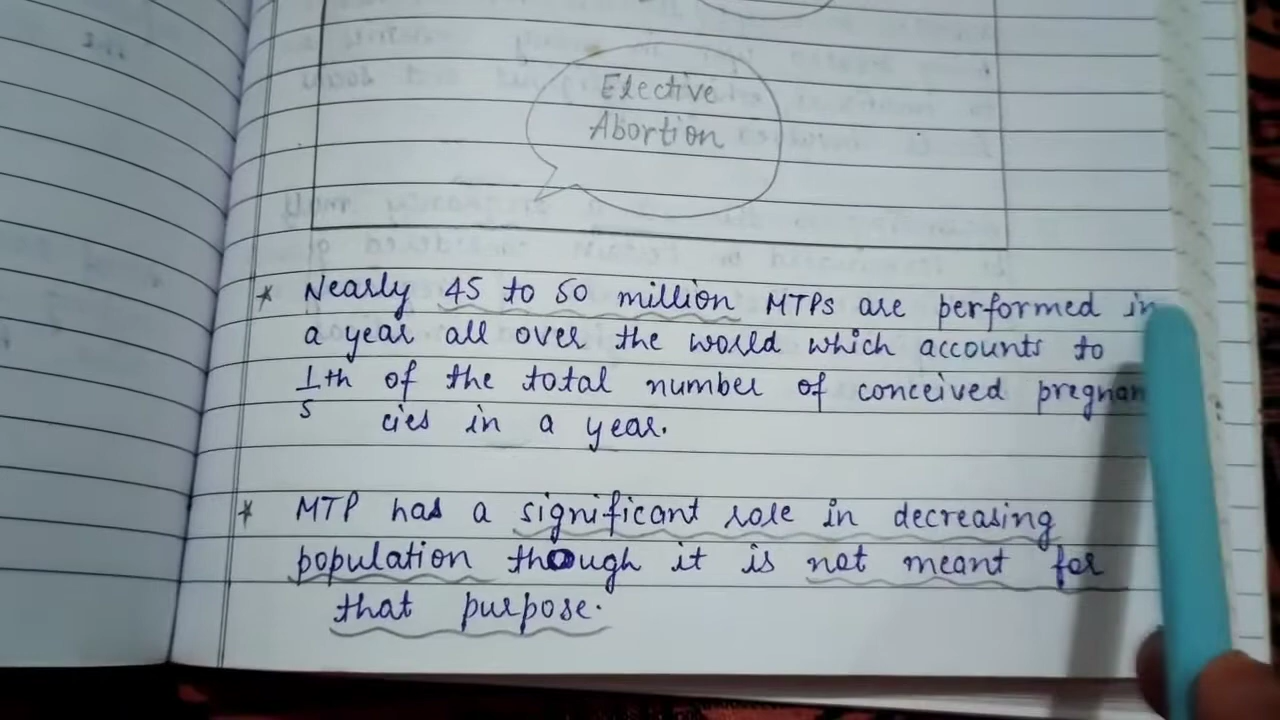 Elective
Abortion
* Nearly 45 to 50 million MTPs are performed in
a year all over the world which accounts to
1/5 th of the total number of conceived pregnan
cies in a year.
* MTP has a significant role in decreasing
population though it is not meant for
that purpose.